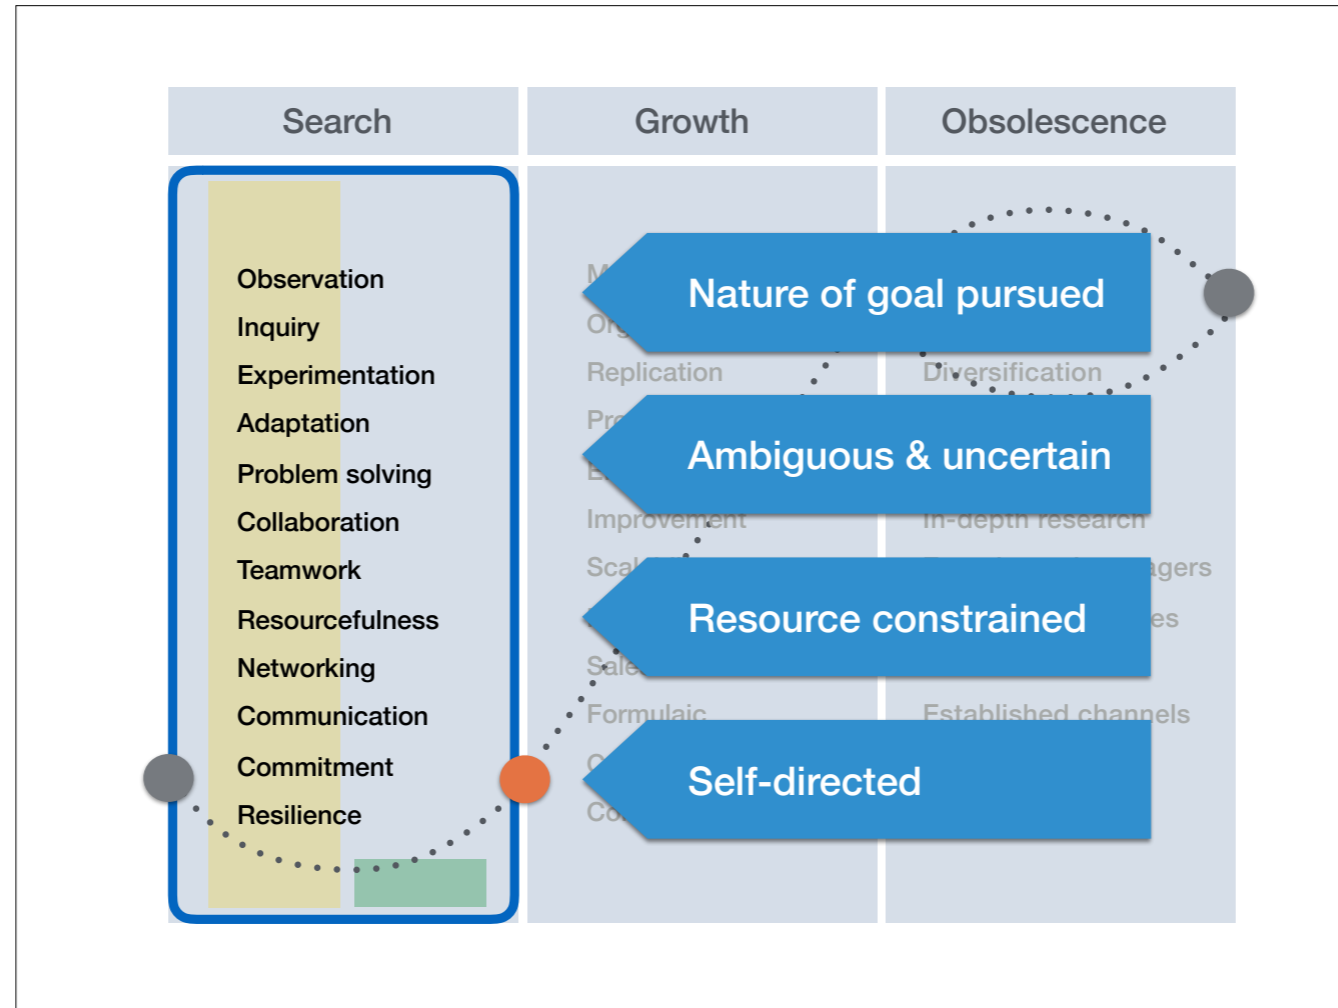 Search
Growth
Obsolescence
Observation
Inquiry
Experimentation
Adaptation
Problem solving
Collaboration
Teamwork
Resourcefulness
Networking
Communication
Commitment
Resilience
Replication
Improvement
Formulaic
Diversification
In-depth research
Established channels
Nature of goal pursued
Ambiguous & uncertain
Resource constrained
Self-directed